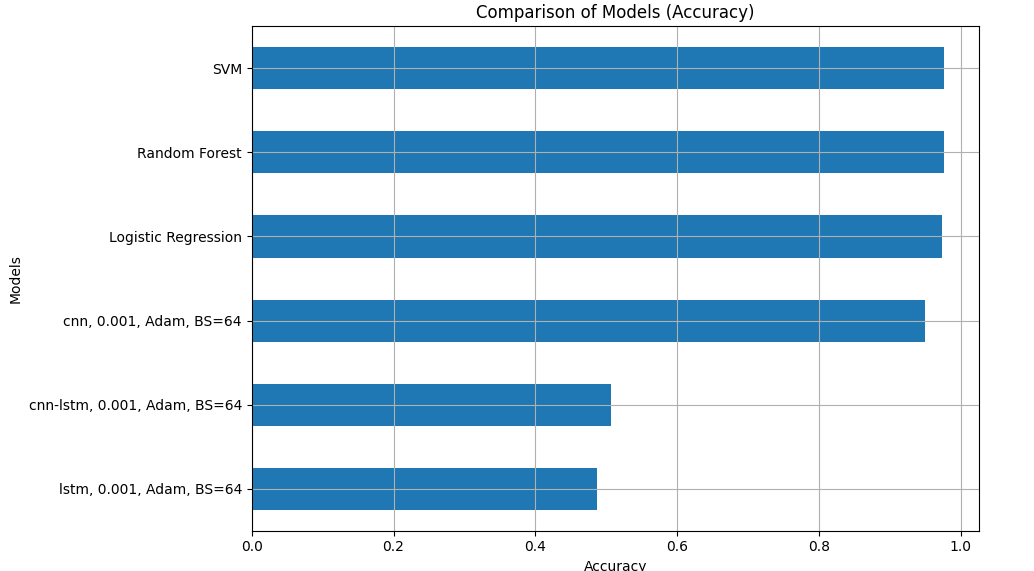 Comparison of Models (Accuracy)
SVM
Random Forest
Logistic Regression
cnn, 0.001, Adam, BS=64
cnn-lstm, 0.001, Adam, BS=64
lstm, 0.001, Adam, BS=64
Models
0.0 0.2 0.4 0.6 0.8 1.0
Accuracy